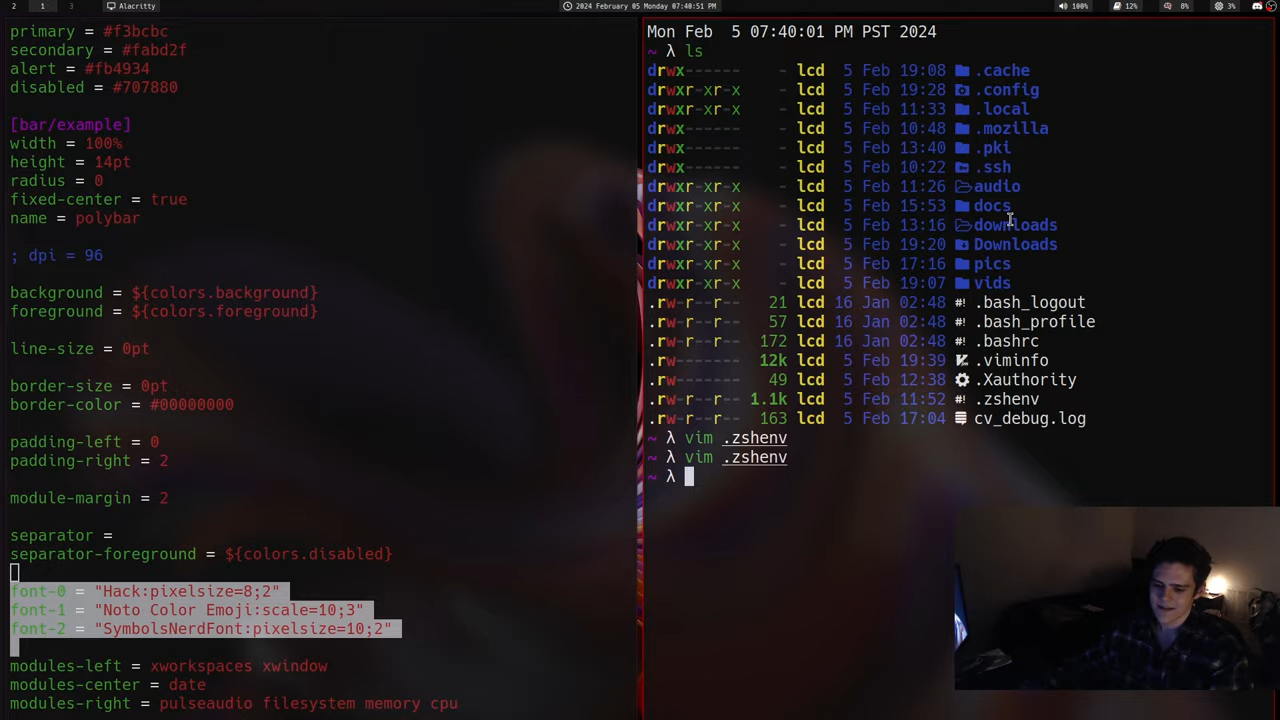 2 1 3 Alacritty 2024 February 05 Monday 07:40:51 PM 100% 12% 8% 3%
primary = #f3bcbc
secondary = #fabd2f
alert = #fb4934
disabled = #707880
[bar/example]
width = 100%
height = 14pt
radius = 0
fixed-center = true
name = polybar
; dpi = 96
background = ${colors.background}
foreground = ${colors.foreground}
line-size = 0pt
border-size = 0pt
border-color = #00000000
padding-left = 0
padding-right = 2
module-margin = 2
separator =
separator-foreground = ${colors.disabled}
font-0 = "Hack:pixelsize=8;2"
font-1 = "Noto Color Emoji:scale=10;3"
font-2 = "SymbolsNerdFont:pixelsize=10;2"
modules-left = xworkspaces xwindow
modules-center = date
modules-right = pulseaudio filesystem memory cpu
Mon Feb  5 07:40:01 PM PST 2024
~ λ ls
drwx------    - lcd  5 Feb 19:08 .cache
drwxr-xr-x    - lcd  5 Feb 19:28 .config
drwxr-xr-x    - lcd  5 Feb 11:33 .local
drwx------    - lcd  5 Feb 10:48 .mozilla
drwx------    - lcd  5 Feb 13:40 .pki
drwx------    - lcd  5 Feb 10:22 .ssh
drwxr-xr-x    - lcd  5 Feb 11:26 audio
drwxr-xr-x    - lcd  5 Feb 15:53 docs
drwxr-xr-x    - lcd  5 Feb 13:16 downloads
drwxr-xr-x    - lcd  5 Feb 19:20 Downloads
drwxr-xr-x    - lcd  5 Feb 17:16 pics
drwxr-xr-x    - lcd  5 Feb 19:07 vids
.rw-r--r--   21 lcd 16 Jan 02:48 #! .bash_logout
.rw-r--r--   57 lcd 16 Jan 02:48 #! .bash_profile
.rw-r--r--  172 lcd 16 Jan 02:48 #! .bashrc
.rw-------  12k lcd  5 Feb 19:39 .viminfo
.rw-------   49 lcd  5 Feb 12:38 .Xauthority
.rw-r--r-- 1.1k lcd  5 Feb 11:52 #! .zshenv
.rw-r--r--  163 lcd  5 Feb 17:04 cv_debug.log
~ λ vim .zshenv
~ λ vim .zshenv
~ λ